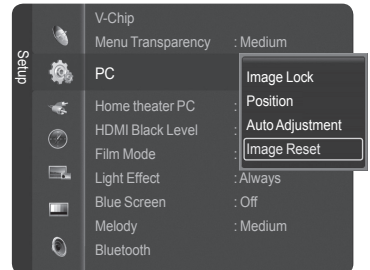 Setup
V-Chip
Menu Transparency : Medium
PC
Image Lock
Position
Auto Adjustment
Image Reset
Home theater PC :
HDMI Black Level :
Film Mode :
Light Effect : Always
Blue Screen : Off
Melody : Medium
Bluetooth